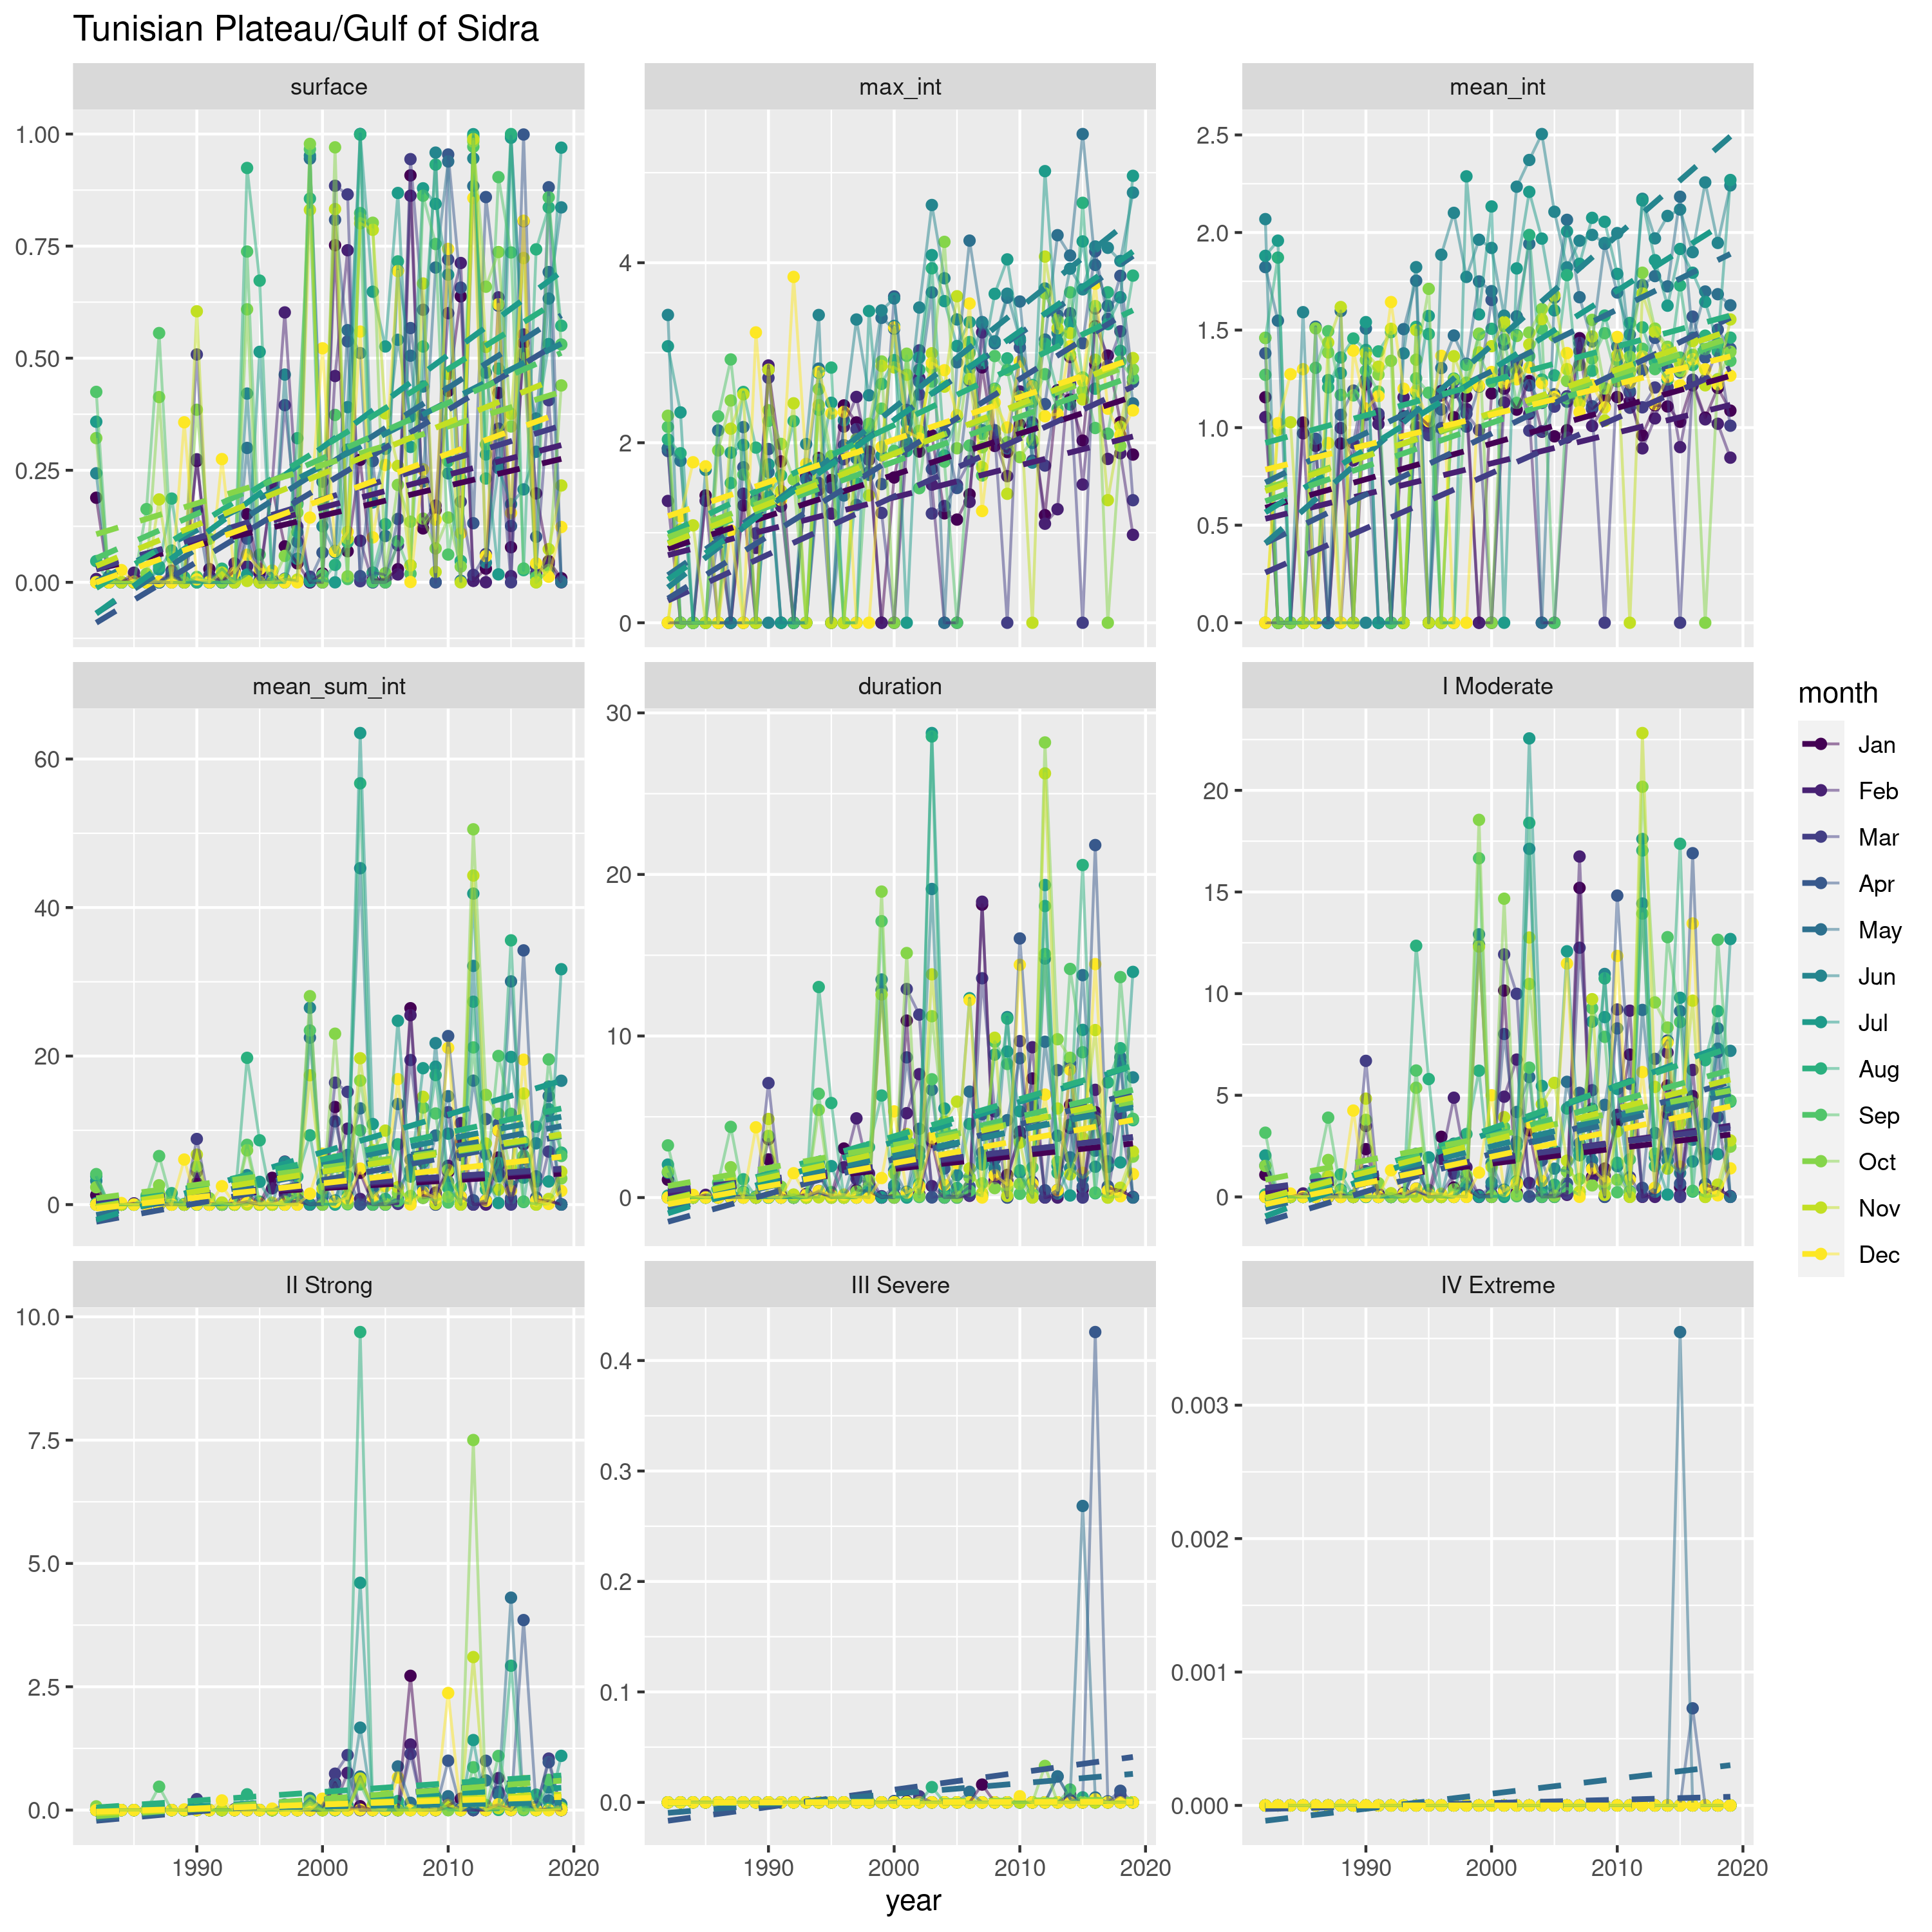 Tunisian Plateau/Gulf of Sidra
surface
max_int
mean_int
1.00
0.75
0.50
0.25
0.00
4
2
0
2.5
2.0
1.5
1.0
0.5
0.0
mean_sum_int
duration
I Moderate
60
40
20
0
30
20
10
0
20
15
10
5
0
II Strong
III Severe
IV Extreme
10.0
7.5
5.0
2.5
0.0
0.4
0.3
0.2
0.1
0.0
0.003
0.002
0.001
0.000
1990 2000 2010 2020
1990 2000 2010 2020
1990 2000 2010 2020
year
month
Jan
Feb
Mar
Apr
May
Jun
Jul
Aug
Sep
Oct
Nov
Dec